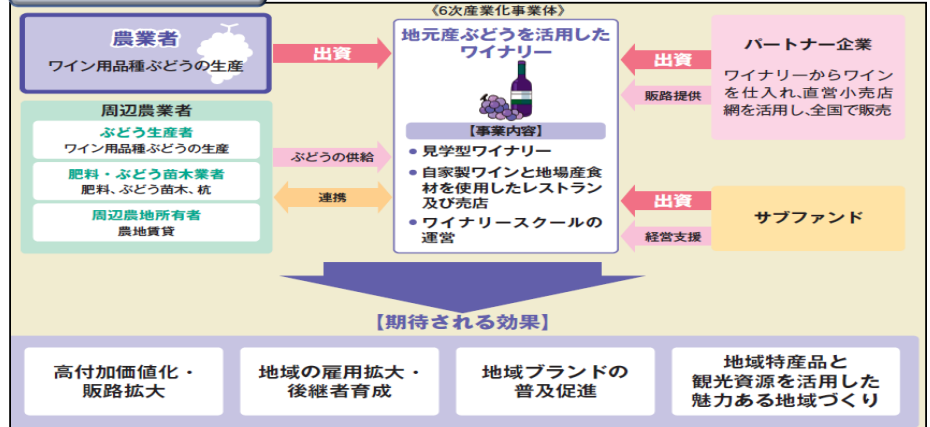 《6次産業化事業体》
農業者
ワイン用品種ぶどうの生産
出資
周辺農業者
ぶどう生産者
ワイン用品種ぶどうの生産
肥料・ぶどう苗木業者
肥料、ぶどう苗木、杭
周辺農地所有者
農地賃貸
ぶどうの供給
連携
地元産ぶどうを活用した
ワイナリー
【事業内容】
● 見学型ワイナリー
● 自家製ワインと地場産食
材を使用したレストラン
及び売店
● ワイナリースクールの
運営
出資
販路提供
パートナー企業
ワイナリーからワイン
を仕入れ、直営小売店
網を活用し、全国で販売
出資
経営支援
サブファンド
【期待される効果】
高付加価値化・
販路拡大
地域の雇用拡大・
後継者育成
地域ブランドの
普及促進
地域特産品と
観光資源を活用した
魅力ある地域づくり